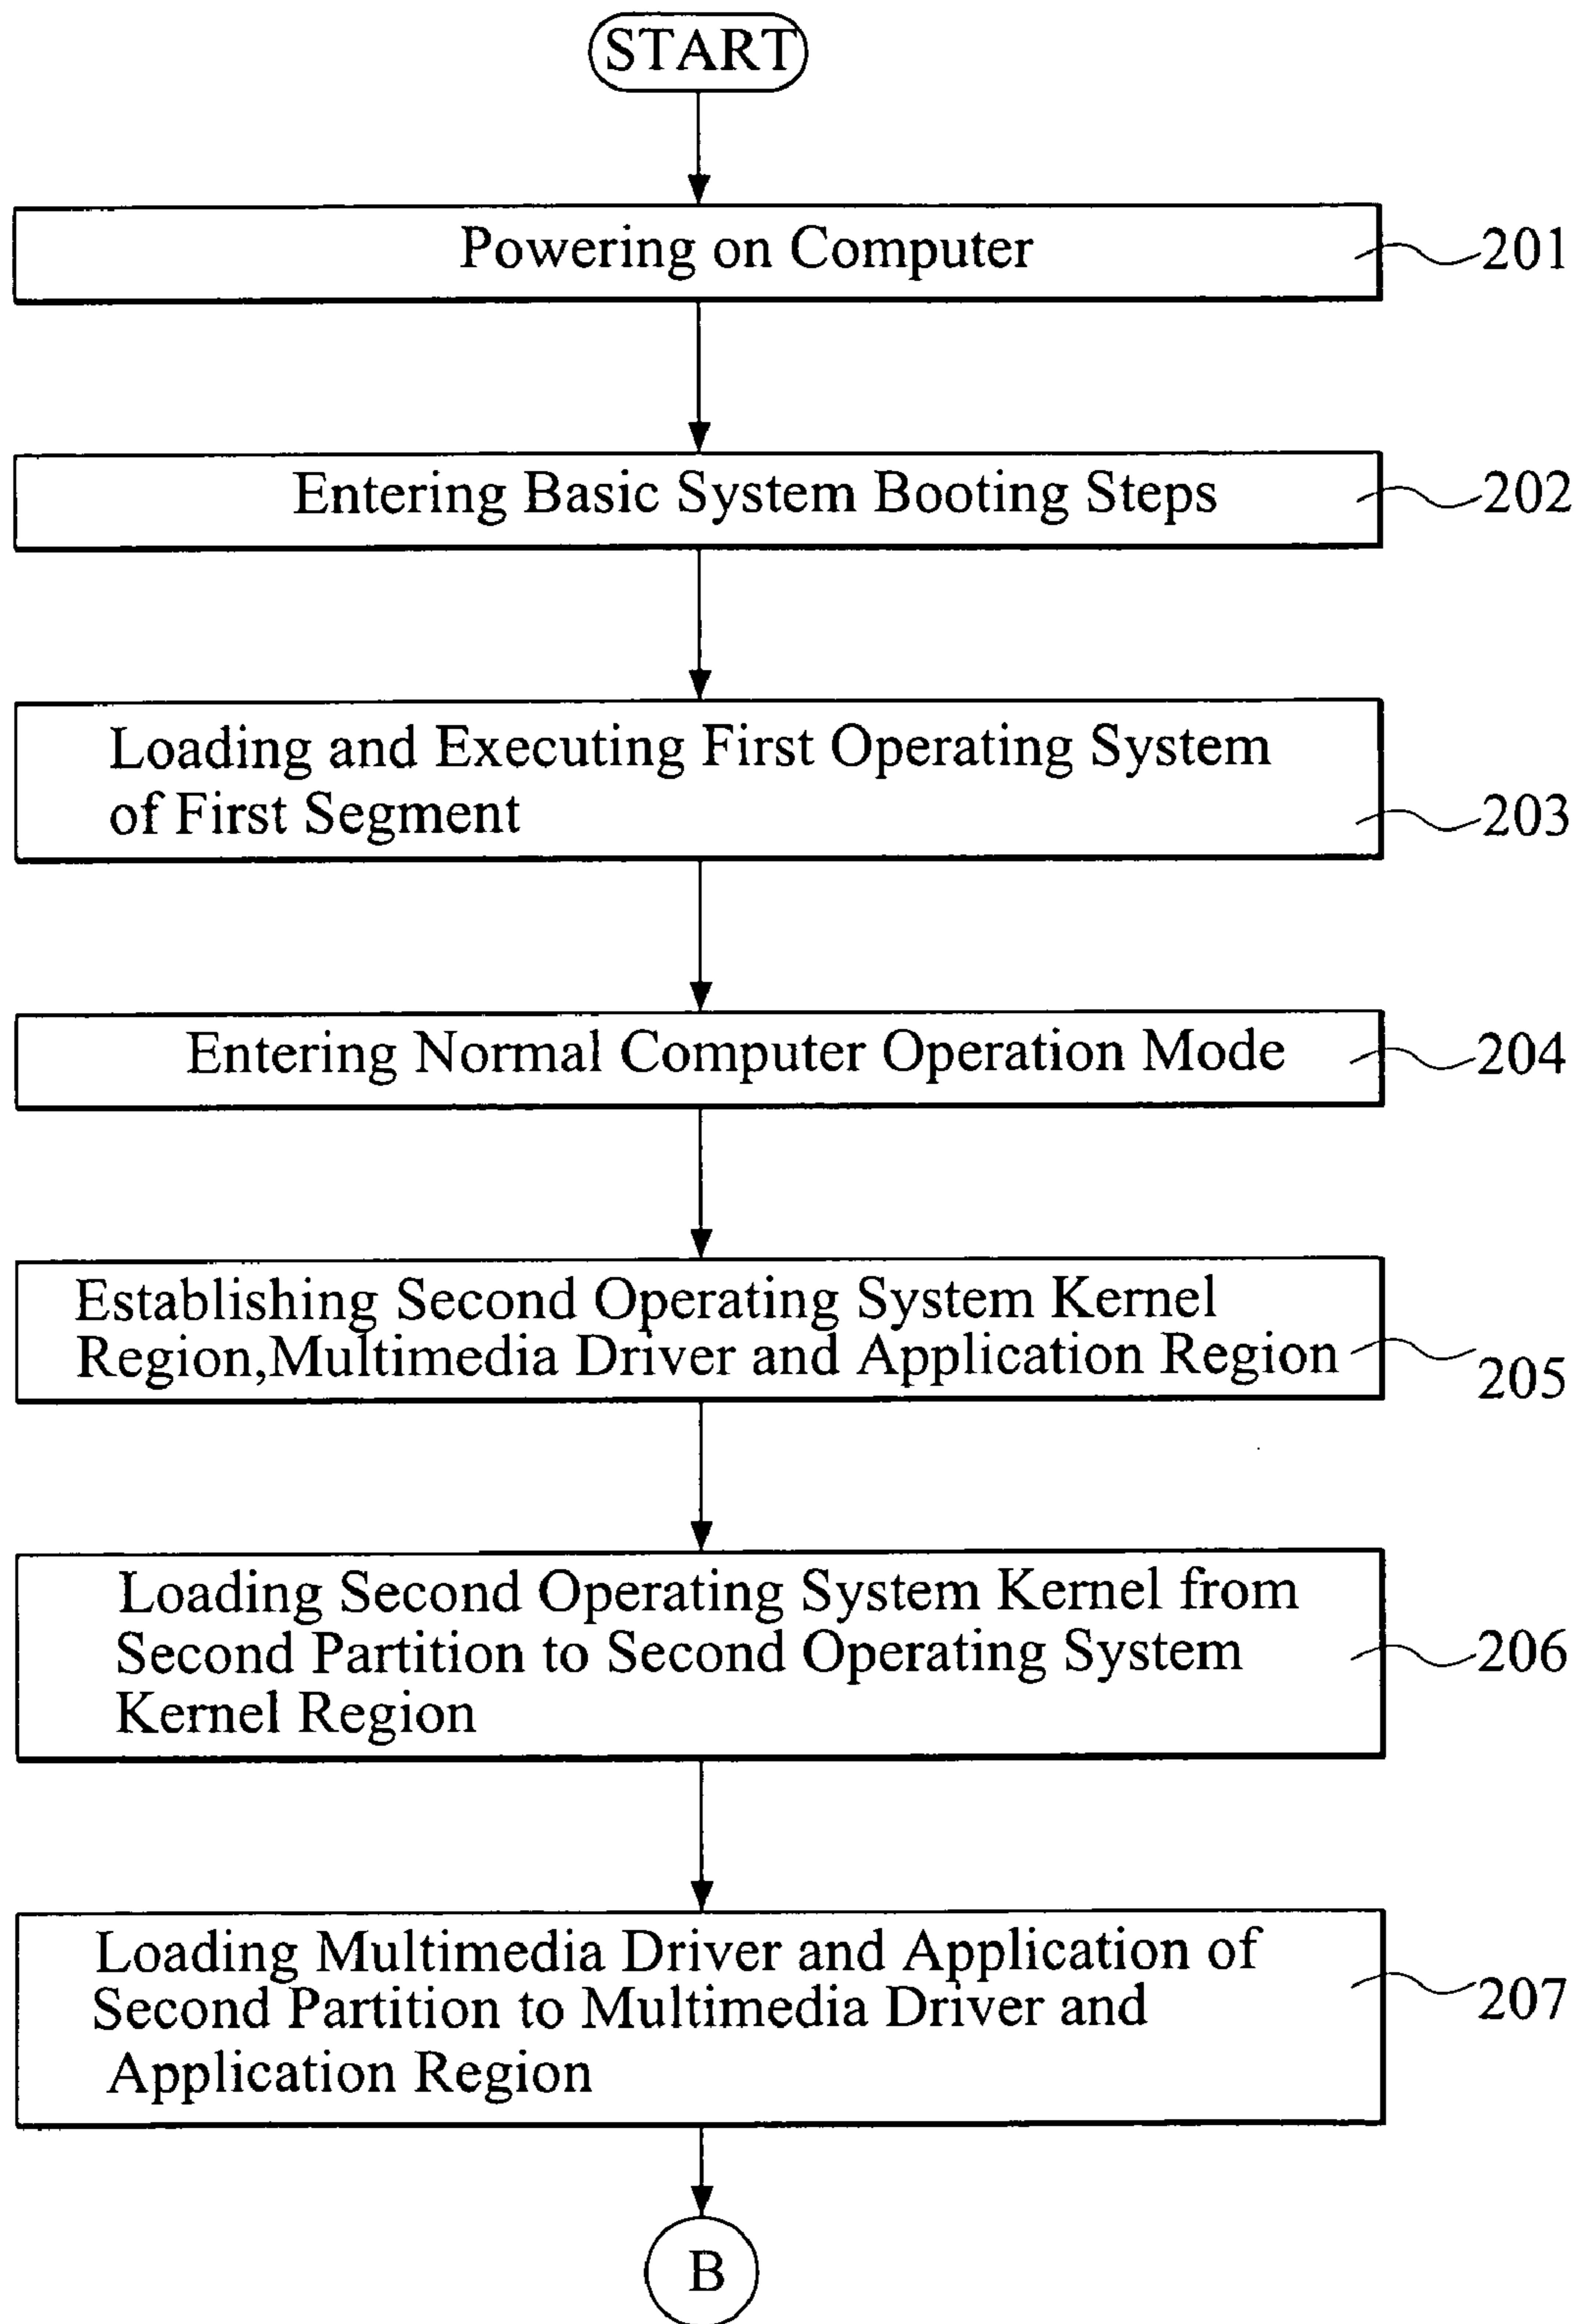 START
Powering on Computer
201
Entering Basic System Booting Steps
202
Loading and Executing First Operating System
of First Segment
203
Entering Normal Computer Operation Mode
204
Establishing Second Operating System Kernel
Region,Multimedia Driver and Application Region
205
Loading Second Operating System Kernel from
Second Partition to Second Operating System
Kernel Region
206
Loading Multimedia Driver and Application of
Second Partition to Multimedia Driver and
Application Region
207
B